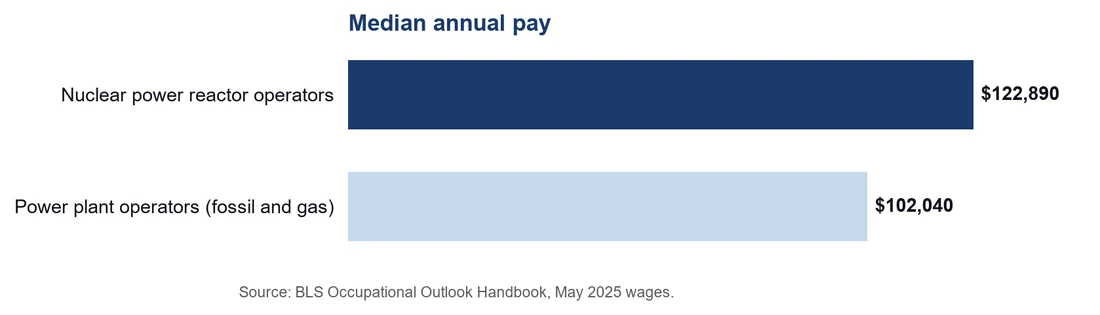 Median annual pay
Nuclear power reactor operators
$122,890
Power plant operators (fossil and gas)
$102,040
Source: BLS Occupational Outlook Handbook, May 2025 wages.